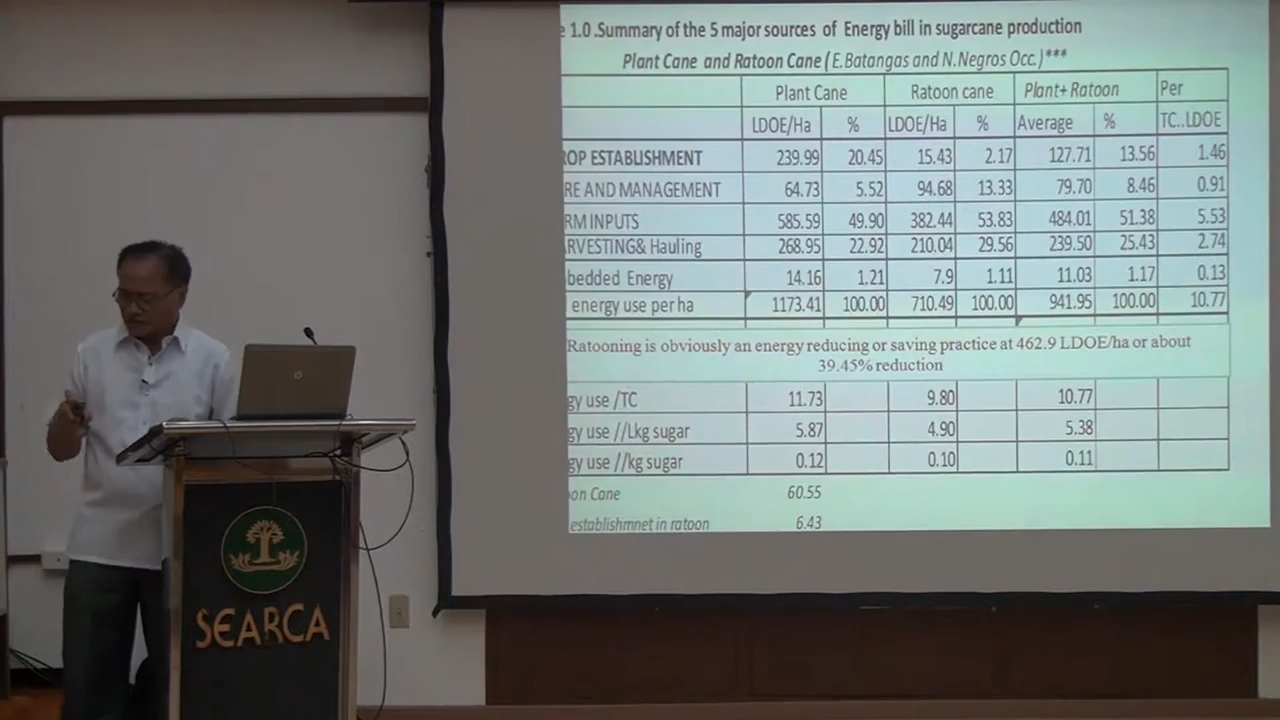 e 1.0 .Summary of the 5 major sources of Energy bill in sugarcane production
Plant Cane and Ratoon Cane ( E.Batangas and N.Negros Occ.)***
Plant Cane Ratoon cane Plant+ Ratoon Per
LDOE/Ha % LDOE/Ha % Average % TC..LDOE
ROP ESTABLISHMENT 239.99 20.45 15.43 2.17 127.71 13.56 1.46
RE AND MANAGEMENT 64.73 5.52 94.68 13.33 79.70 8.46 0.91
RM INPUTS 585.59 49.90 382.44 53.83 484.01 51.38 5.53
ARVESTING& Hauling 268.95 22.92 210.04 29.56 239.50 25.43 2.74
bedded Energy 14.16 1.21 7.9 1.11 11.03 1.17 0.13
energy use per ha 1173.41 100.00 710.49 100.00 941.95 100.00 10.77
Ratooning is obviously an energy reducing or saving practice at 462.9 LDOE/ha or about
39.45% reduction
gy use /TC 11.73 9.80 10.77
gy use //Lkg sugar 5.87 4.90 5.38
gy use //kg sugar 0.12 0.10 0.11
on Cane 60.55
establishmnet in ratoon 6.43
hp
SEARCA